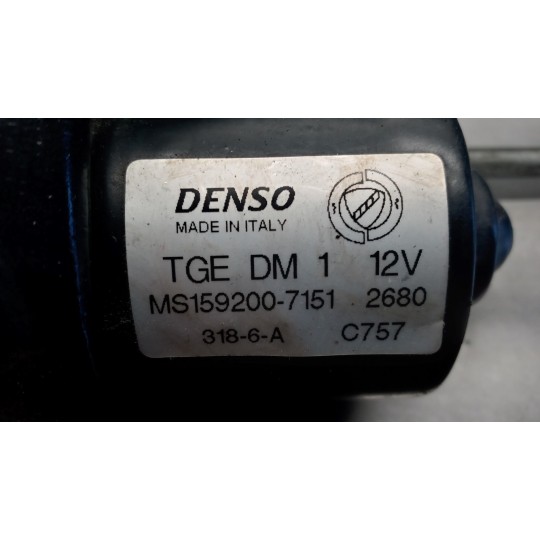 DENSO
MADE IN ITALY
TGE DM 1 12V
MS159200-7151 2680
318-6-A C757